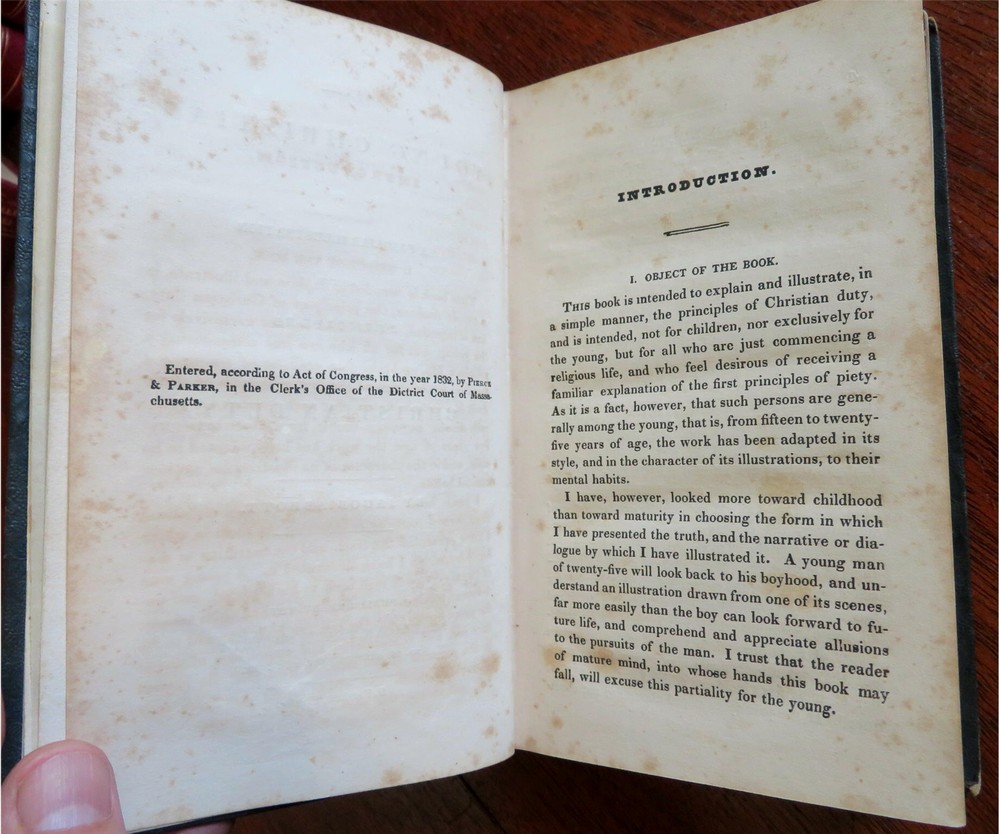 Entered, according to Act of Congress, in the year 1832, by PIERCE
& PARKER, in the Clerk's Office of the Dictrict Court of Massa
chusetts.
INTRODUCTION.
I. OBJECT OF THE BOOK.
THIS book is intended to explain and illustrate, in
a simple manner, the principles of Christian duty,
and is intended, not for children, nor exclusively for
the young, but for all who are just commencing a
religious life, and who feel desirous of receiving a
familiar explanation of the first principles of piety.
As it is a fact, however, that such persons are gene-
rally among the young, that is, from fifteen to twenty-
five years of age, the work has been adapted in its
style, and in the character of its illustrations, to their
mental habits.
I have, however, looked more toward childhood
than toward maturity in choosing the form in which
I have presented the truth, and the narrative or dia-
logue by which I have illustrated it. A young man
of twenty-five will look back to his boyhood, and un-
derstand an illustration drawn from one of its scenes,
far more easily than the boy can look forward to fu-
ture life, and comprehend and appreciate allusions
to the pursuits of the man. I trust that the reader
of mature mind, into whose hands this book may
fall, will excuse this partiality for the young.